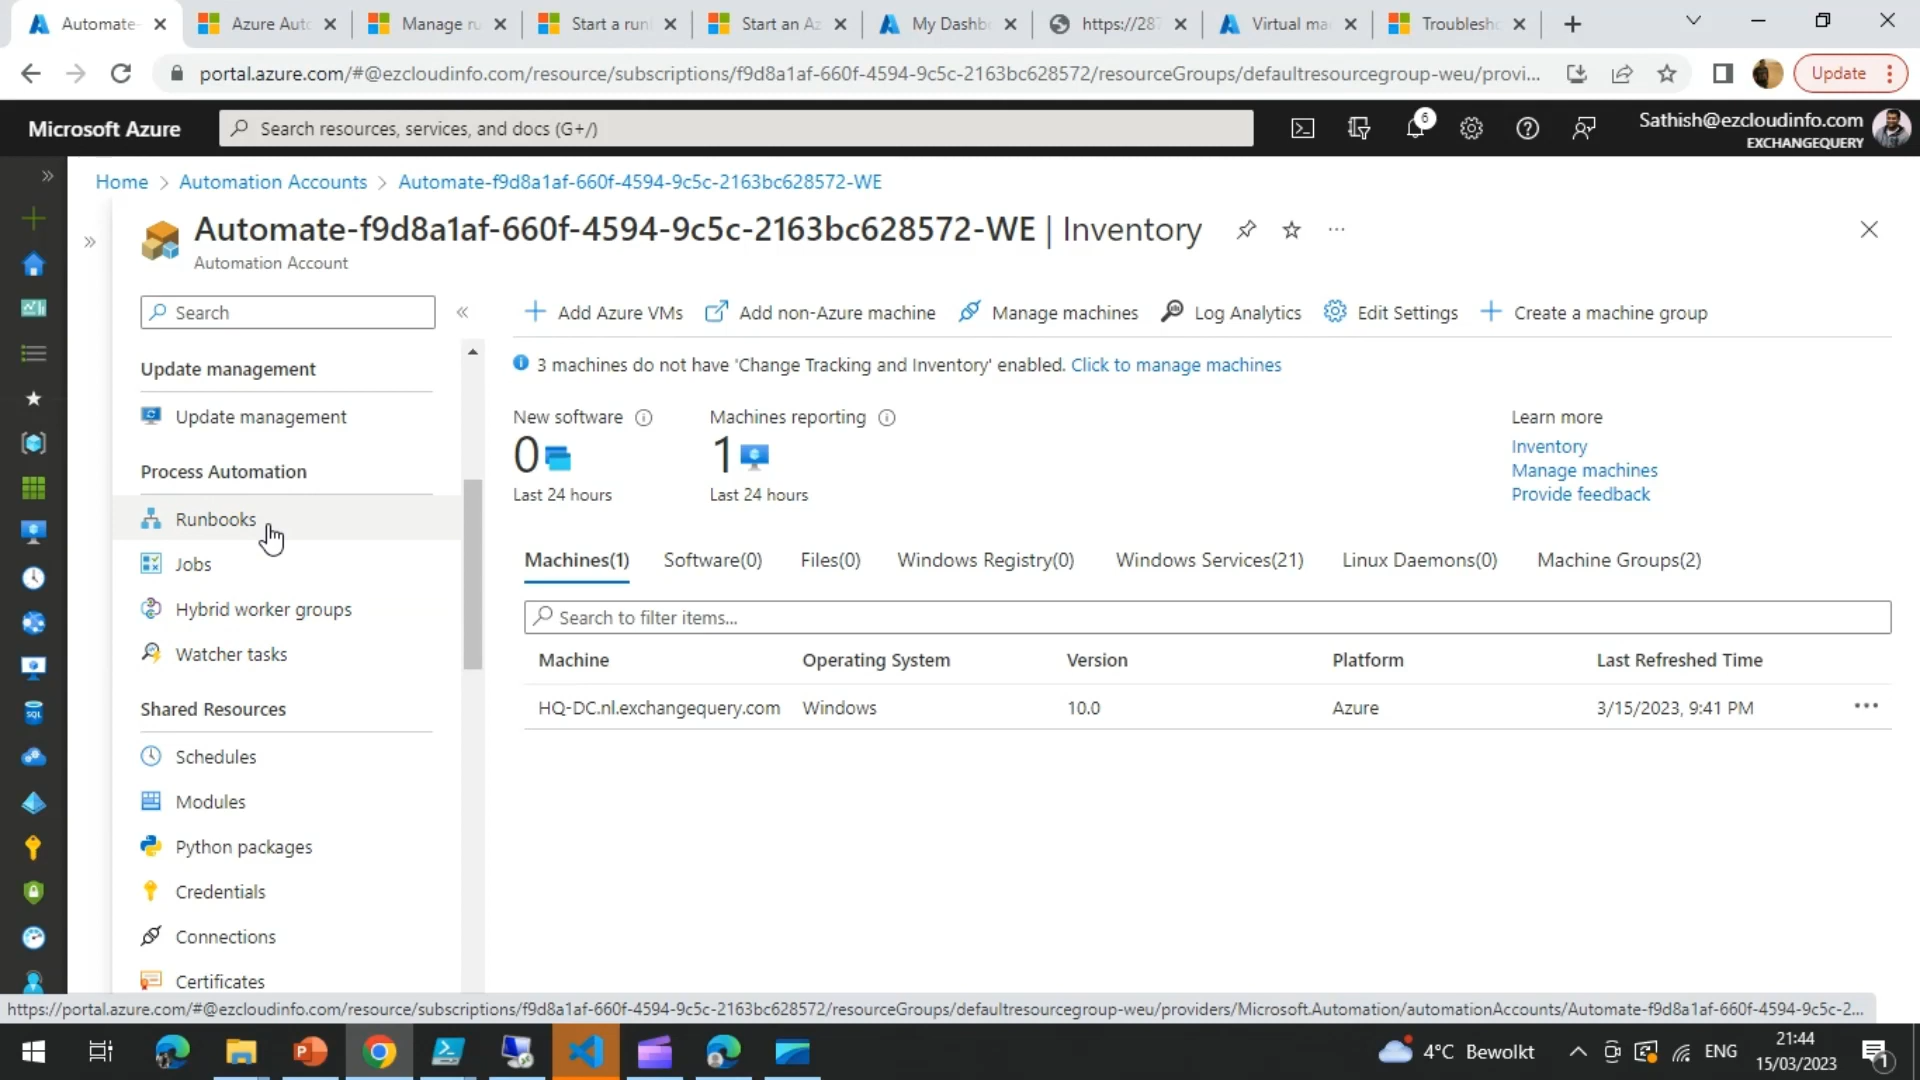 Automate-
Azure Auto
Manage ru
Start a run
Start an Az
My Dashb
https://287
Virtual ma
Troublesh
portal.azure.com/#@ezcloudinfo.com/resource/subscriptions/f9d8a1af-660f-4594-9c5c-2163bc628572/resourceGroups/defaultresourcegroup-weu/provi...
Update
Microsoft Azure
Search resources, services, and docs (G+/)
6
Sathish@ezcloudinfo.com
EXCHANGEQUERY
Home > Automation Accounts > Automate-f9d8a1af-660f-4594-9c5c-2163bc628572-WE
Automate-f9d8a1af-660f-4594-9c5c-2163bc628572-WE | Inventory
Automation Account
Search
Update management
Update management
Process Automation
Runbooks
Jobs
Hybrid worker groups
Watcher tasks
Shared Resources
Schedules
Modules
Python packages
Credentials
Connections
Certificates
Add Azure VMs
Add non-Azure machine
Manage machines
Log Analytics
Edit Settings
Create a machine group
3 machines do not have 'Change Tracking and Inventory' enabled. Click to manage machines
New software
0
Last 24 hours
Machines reporting
1
Last 24 hours
Learn more
Inventory
Manage machines
Provide feedback
Machines(1)
Software(0)
Files(0)
Windows Registry(0)
Windows Services(21)
Linux Daemons(0)
Machine Groups(2)
Search to filter items...
Machine
Operating System
Version
Platform
Last Refreshed Time
HQ-DC.nl.exchangequery.com
Windows
10.0
Azure
3/15/2023, 9:41 PM
SQL
https://portal.azure.com/#@ezcloudinfo.com/resource/subscriptions/f9d8a1af-660f-4594-9c5c-2163bc628572/resourceGroups/defaultresourcegroup-weu/providers/Microsoft.Automation/automationAccounts/Automate-f9d8a1af-660f-4594-9c5c-2...
4°C Bewolkt
ENG
21:44
15/03/2023
1